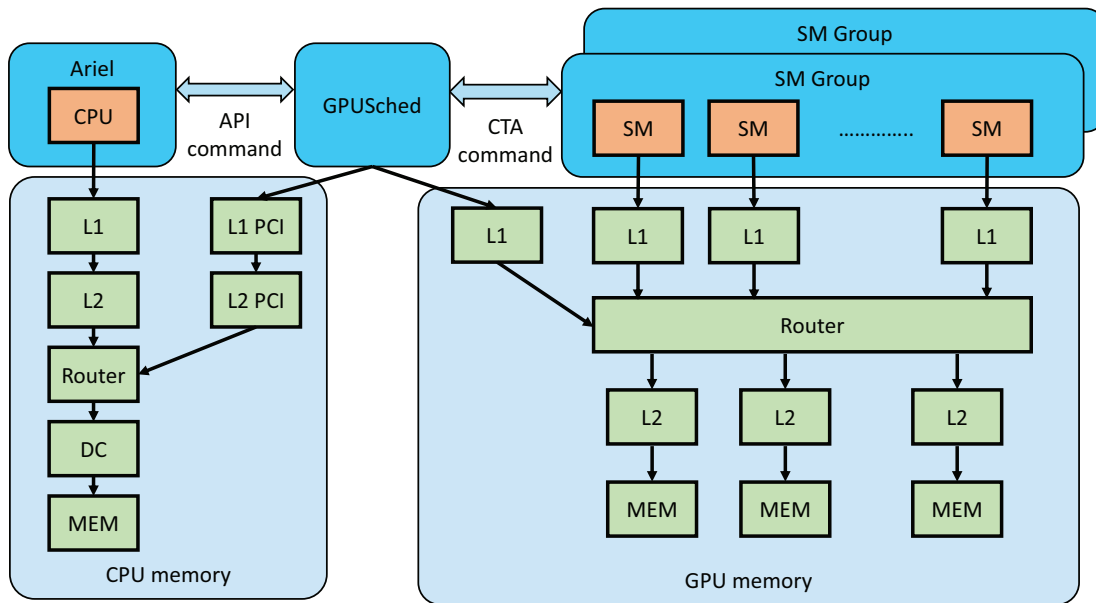 SM Group
SM Group
Ariel
CPU
API
command
GPUSched
CTA
command
SM
SM
…………..
SM
L1
L1 PCI
L1
L1
L1
L1
L2
L2 PCI
Router
Router
DC
L2
L2
L2
MEM
MEM
MEM
MEM
CPU memory
GPU memory